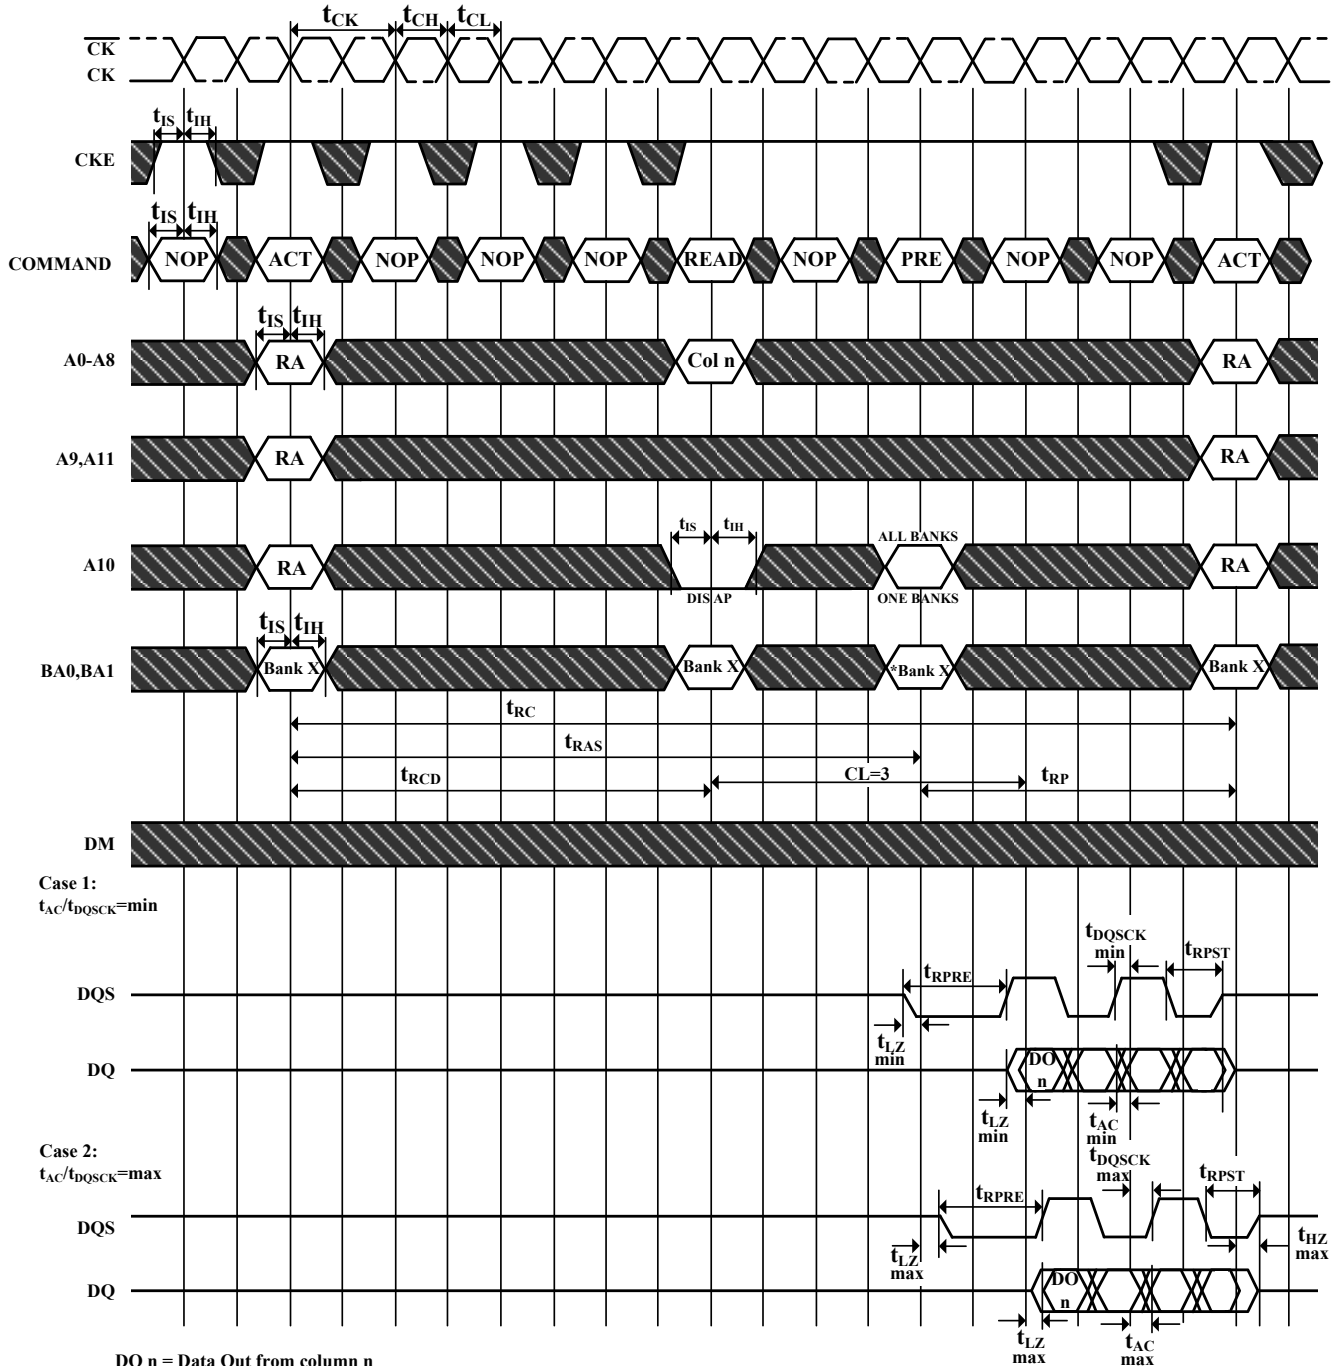 tCK tCH tCL
CK
CK
tIS tIH
CKE
tIS tIH
COMMAND NOP ACT NOP NOP NOP READ NOP PRE NOP NOP ACT
tIS tIH
A0-A8 RA Col n RA
A9,A11 RA RA
tIS tIH ALL BANKS
A10 RA RA
DIS AP ONE BANKS
tIS tIH
BA0,BA1 Bank X Bank X *Bank X Bank X
tRC
tRAS
tRCD CL=3 tRP
DM
Case 1:
tAC/tDQSCK=min
tDQSCK min tRPST
tRPRE
DQS
tLZ min
DQ DO n
tLZ min tAC min
Case 2:
tAC/tDQSCK=max
tDQSCK max tRPST
tRPRE
DQS
tLZ max tHZ max
DQ DO n
tLZ max tAC max
DO n = Data Out from column n